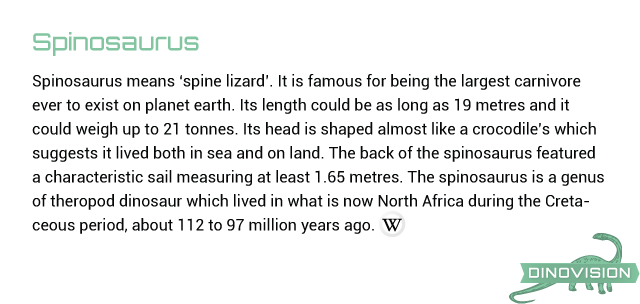 Spinosaurus
Spinosaurus means ‘spine lizard’. It is famous for being the largest carnivore
ever to exist on planet earth. Its length could be as long as 19 metres and it
could weigh up to 21 tonnes. Its head is shaped almost like a crocodile’s which
suggests it lived both in sea and on land. The back of the spinosaurus featured
a characteristic sail measuring at least 1.65 metres. The spinosaurus is a genus
of theropod dinosaur which lived in what is now North Africa during the Creta-
ceous period, about 112 to 97 million years ago. W
DINOVISION